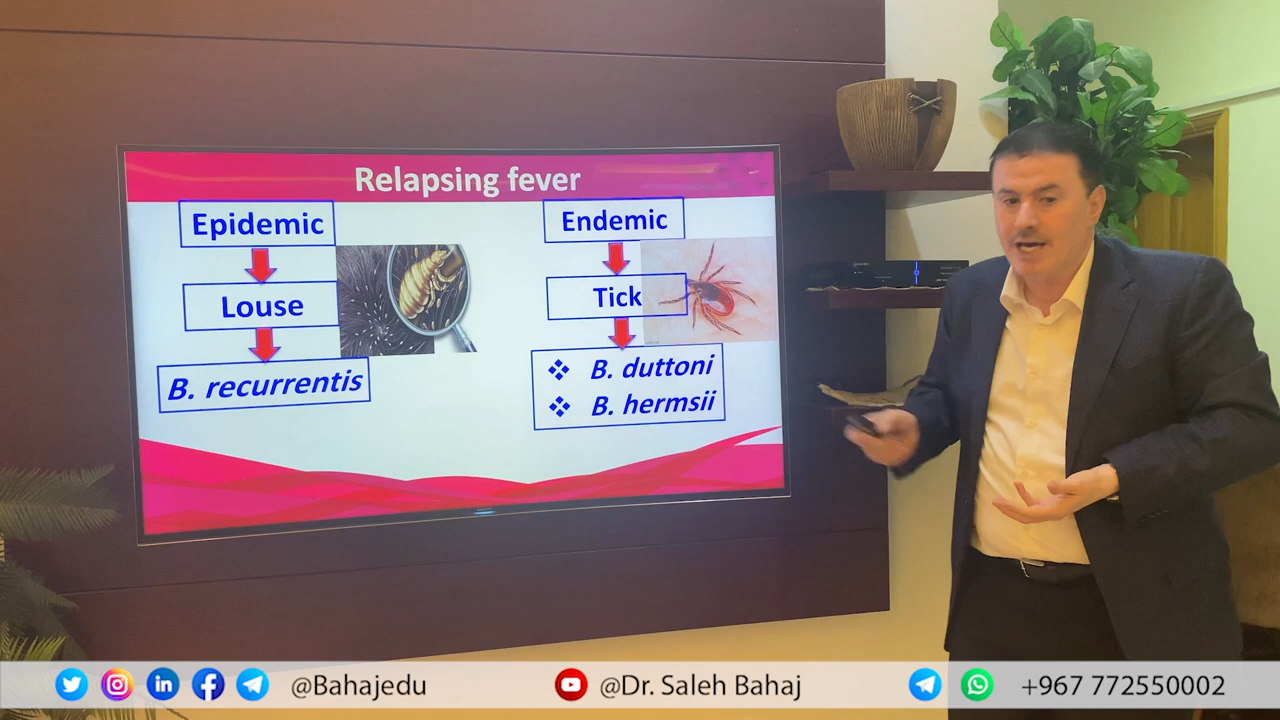 Relapsing fever
Epidemic
Louse
B. recurrentis
Endemic
Tick
❖ B. duttoni
❖ B. hermsii
@Bahajedu
@Dr. Saleh Bahaj
+967 772550002